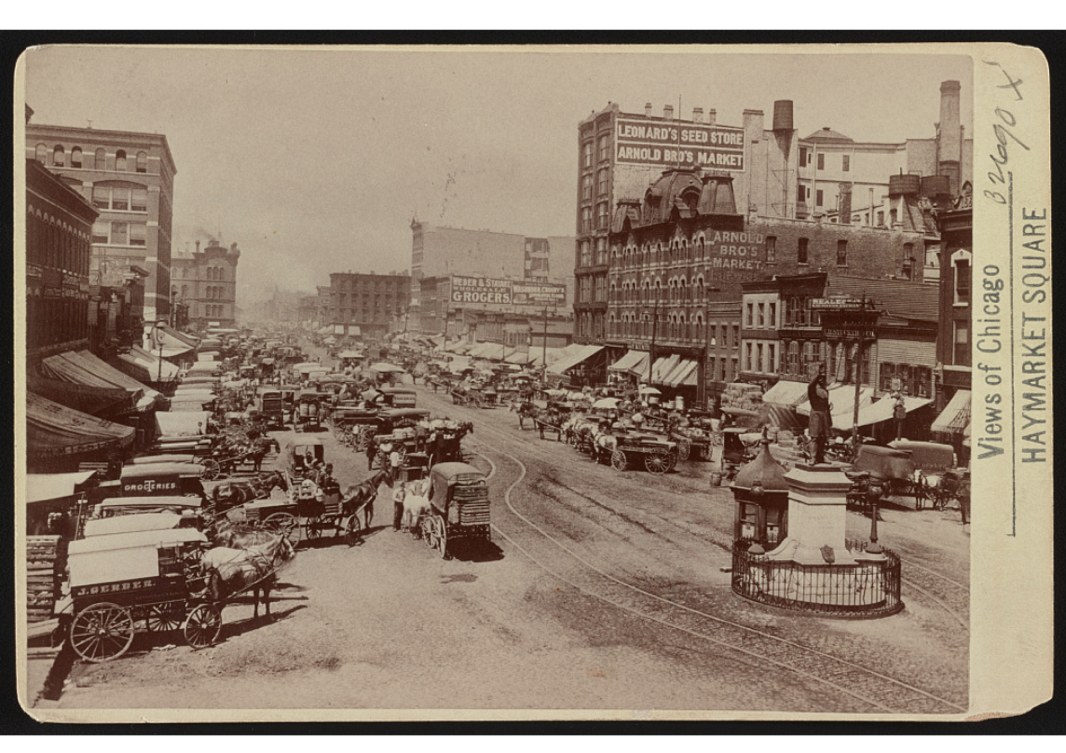 LEONARD'S SEED STORE
ARNOLD BRO'S MARKET
ARNOLD
BRO'S
MARKET.
GROCERS.
GROCERIES
J. GERBER.
Views of Chicago
HAYMARKET SQUARE
32690 X